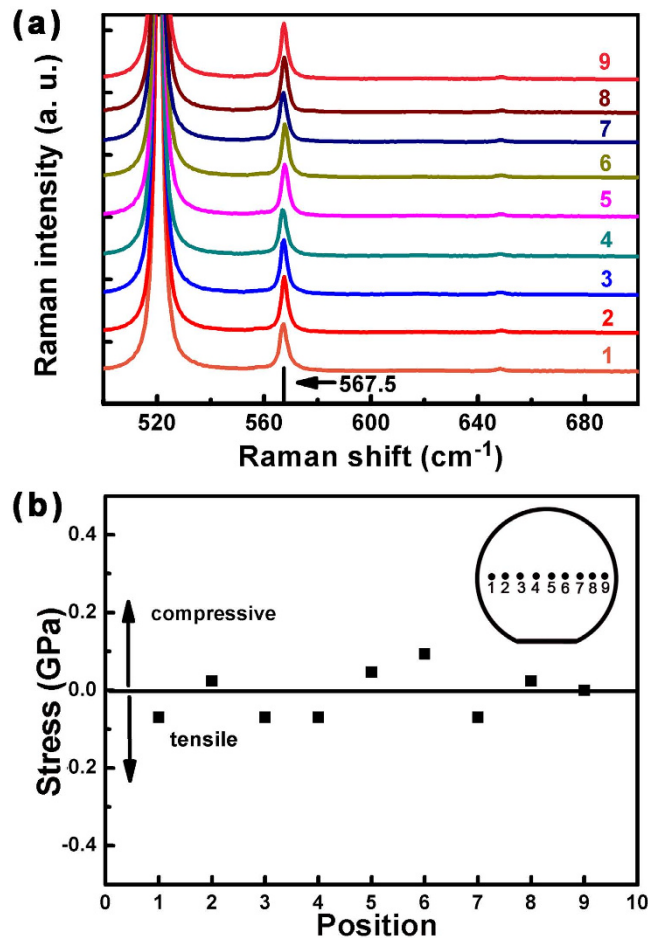 (a)
Raman intensity (a. u.)
9
8
7
6
5
4
3
2
1
567.5
520 560 600 640 680
Raman shift (cm⁻¹)
(b)
Stress (GPa)
0.4
0.2
0.0
-0.2
-0.4
compressive
tensile
1 2 3 4 5 6 7 8 9
0 1 2 3 4 5 6 7 8 9 10
Position